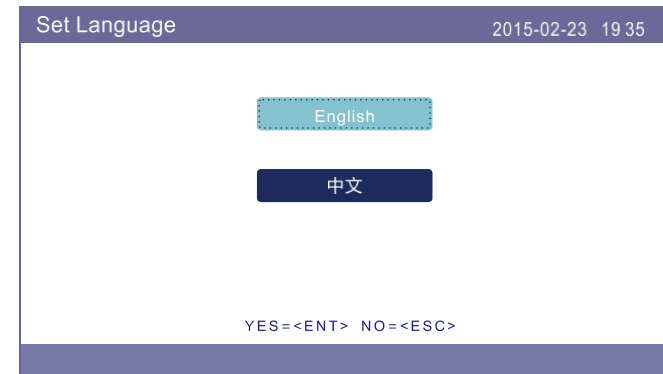 Set Language 2015-02-23 19 35
English
中文
YES=<ENT> NO=<ESC>